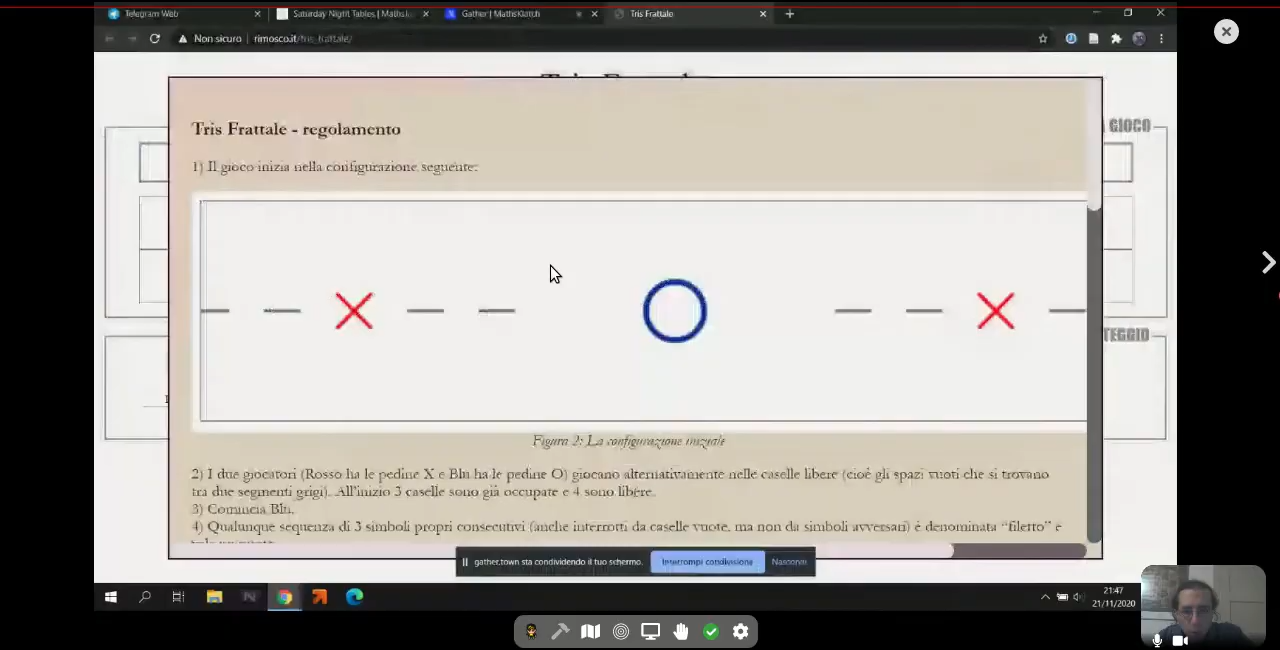 Telegram Web
Saturday Night Tables | Maths
Gather | MathsKlatch
Tris Frattale
Non sicuro
rimosco.it/tris_frattale/
GIOCO
Tris Frattale - regolamento
1) Il gioco inizia nella configurazione seguente:
Figura 2: La configurazione iniziale
TEGGIO
2) I due giocatori (Rosso ha le pedine X e Blu ha le pedine O) giocano alternativamente nelle caselle libere (cioè gli spazi vuoti che si trovano
tra due segmenti grigi). All'inizio 3 caselle sono già occupate e 4 sono libere.
3) Comincia Blu.
4) Qualunque sequenza di 3 simboli propri consecutivi (anche interrotti da caselle vuote, ma non da simboli avversari) è denominata “filetto” e
gather.town sta condividendo il tuo schermo.
Interrompi condivisione
Nascondi
21:47
21/11/2020